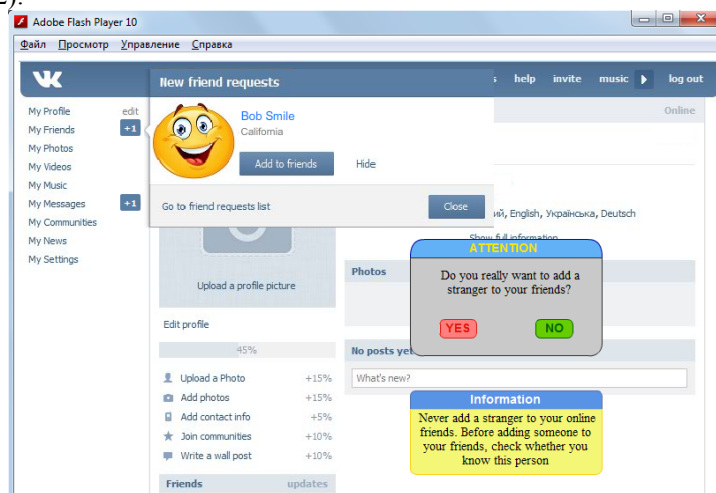 2).
Adobe Flash Player 10
Файл Просмотр Управление Справка
New friend requests
s help invite music log out
My Profile edit
My Friends +1
My Photos
My Videos
My Music
My Messages +1
My Communities
My News
My Settings
Bob Smile
California
Add to friends Hide
Go to friend requests list Close
Online
ий, English, Українська, Deutsch
Show full information
Upload a profile picture
Edit profile
45%
Upload a Photo +15%
Add photos +15%
Add contact info +5%
Join communities +10%
Write a wall post +10%
Friends updates
Photos
No posts yet
What's new?
ATTENTION
Do you really want to add a
stranger to your friends?
YES NO
Information
Never add a stranger to your online
friends. Before adding someone to
your friends, check whether you
know this person